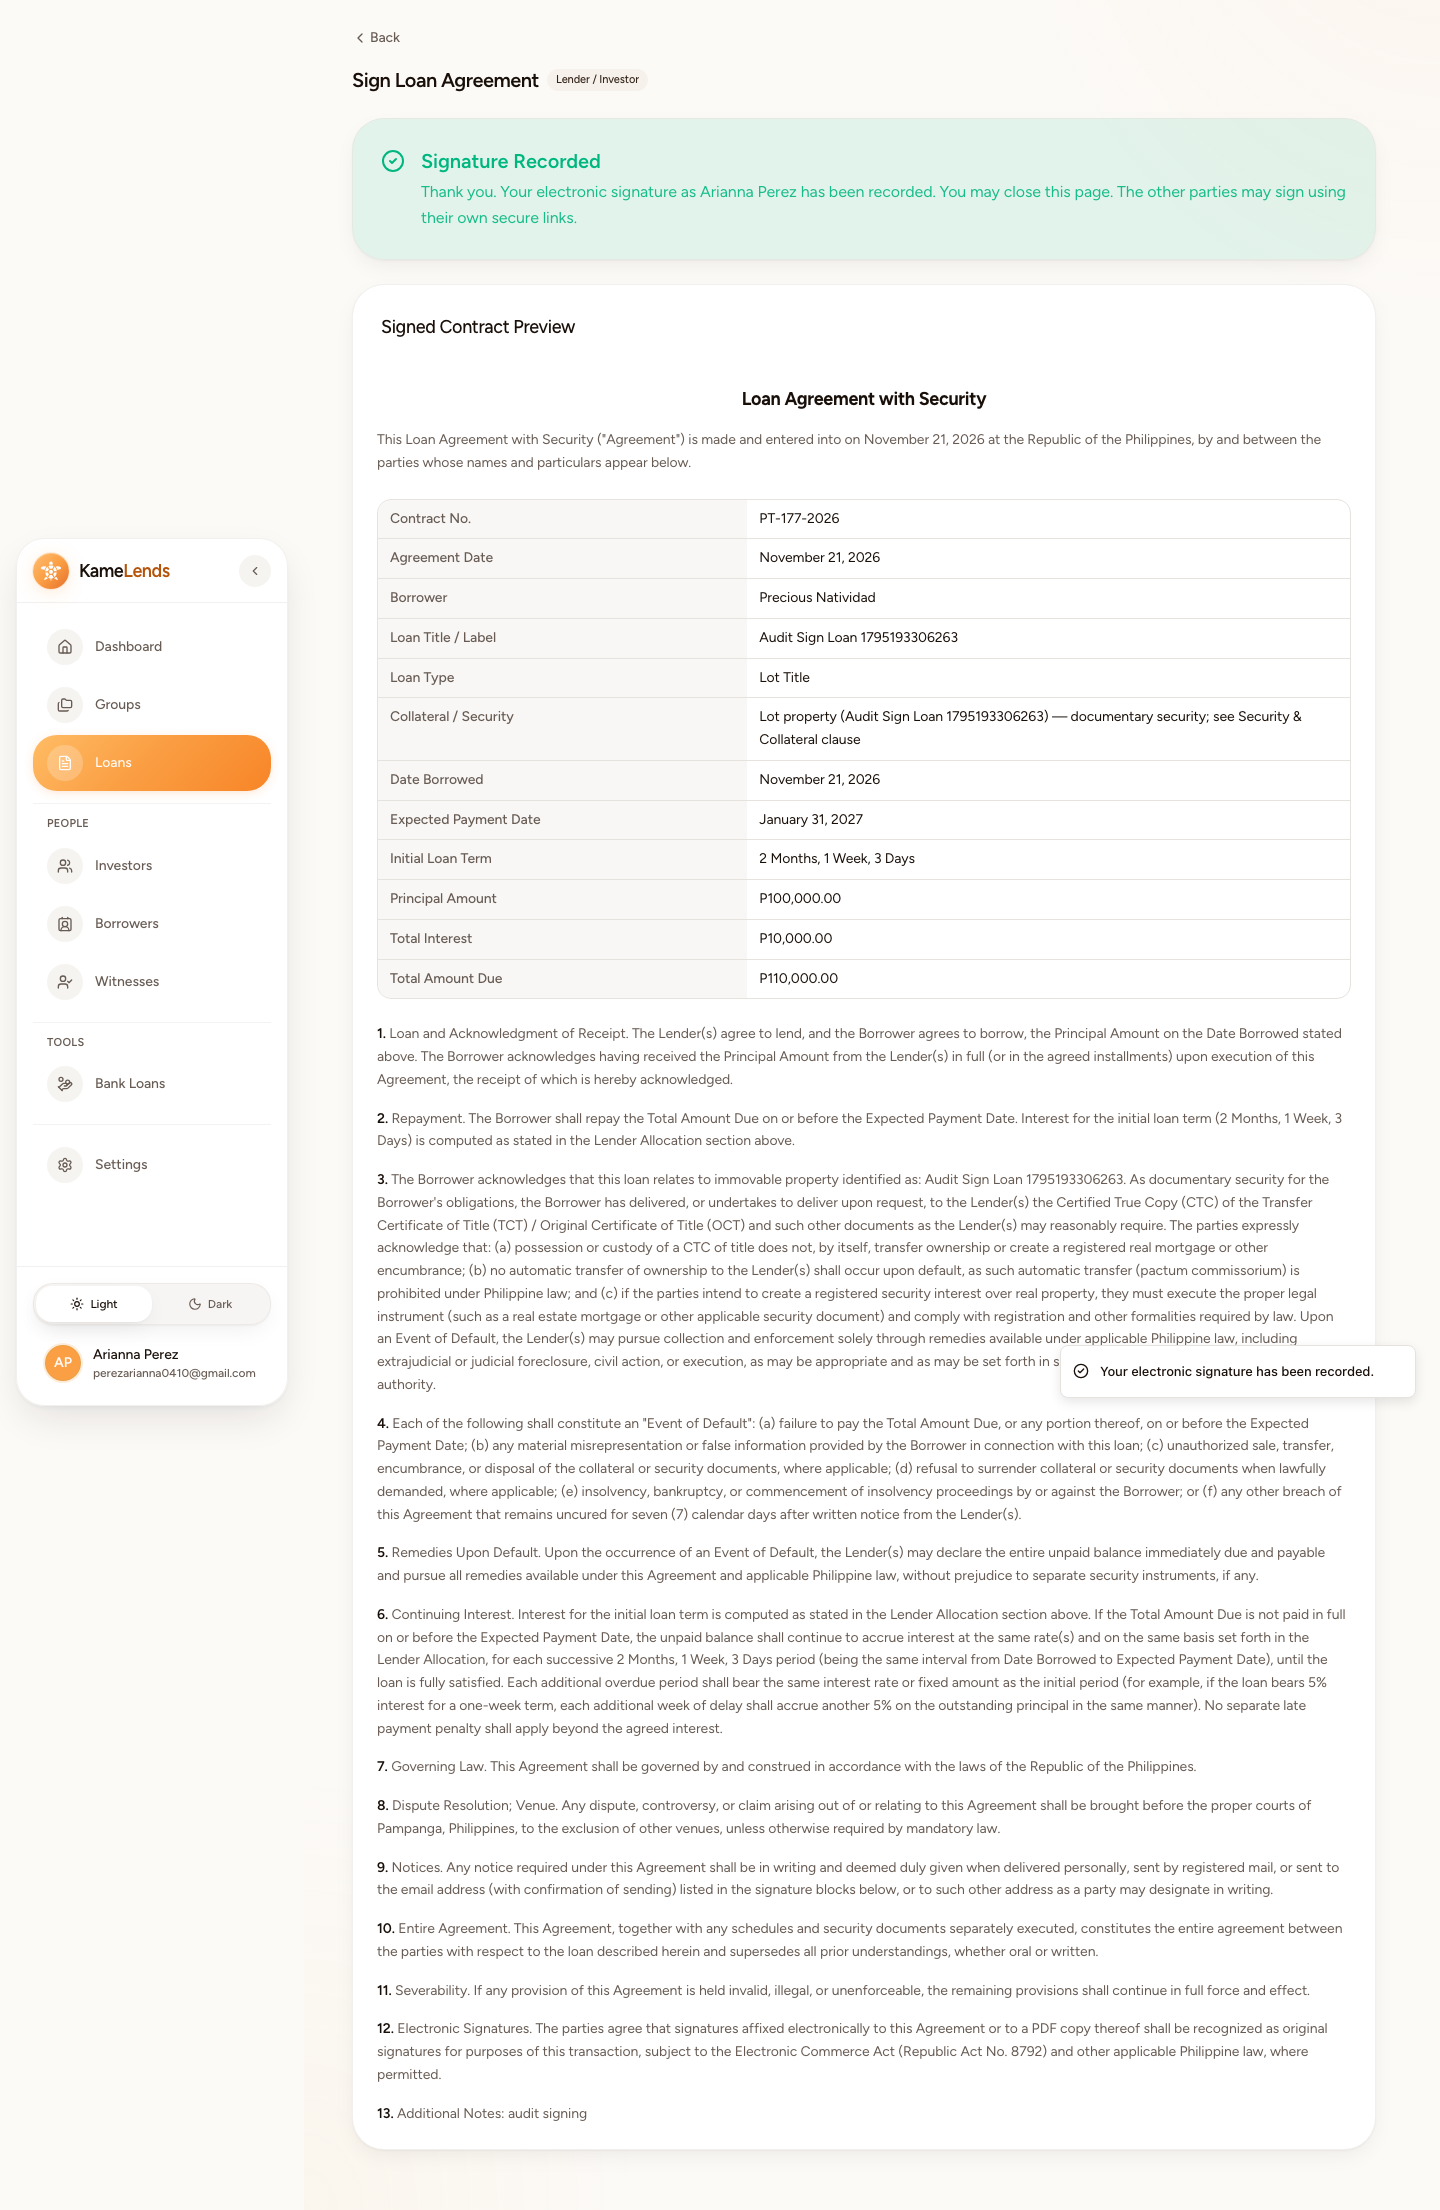 Back
Sign Loan Agreement
Lender / Investor
Signature Recorded
Thank you. Your electronic signature as Arianna Perez has been recorded. You may close this page. The other parties may sign using
their own secure links.
Signed Contract Preview
Loan Agreement with Security
This Loan Agreement with Security ("Agreement") is made and entered into on November 21, 2026 at the Republic of the Philippines, by and between the
parties whose names and particulars appear below.
Contract No. PT-177-2026
Agreement Date November 21, 2026
Borrower Precious Natividad
Loan Title / Label Audit Sign Loan 1795193306263
Loan Type Lot Title
Collateral / Security Lot property (Audit Sign Loan 1795193306263) — documentary security; see Security &
Collateral clause
Date Borrowed November 21, 2026
Expected Payment Date January 31, 2027
Initial Loan Term 2 Months, 1 Week, 3 Days
Principal Amount P100,000.00
Total Interest P10,000.00
Total Amount Due P110,000.00
1. Loan and Acknowledgment of Receipt. The Lender(s) agree to lend, and the Borrower agrees to borrow, the Principal Amount on the Date Borrowed stated
above. The Borrower acknowledges having received the Principal Amount from the Lender(s) in full (or in the agreed installments) upon execution of this
Agreement, the receipt of which is hereby acknowledged.
2. Repayment. The Borrower shall repay the Total Amount Due on or before the Expected Payment Date. Interest for the initial loan term (2 Months, 1 Week, 3
Days) is computed as stated in the Lender Allocation section above.
3. The Borrower acknowledges that this loan relates to immovable property identified as: Audit Sign Loan 1795193306263. As documentary security for the
Borrower's obligations, the Borrower has delivered, or undertakes to deliver upon request, to the Lender(s) the Certified True Copy (CTC) of the Transfer
Certificate of Title (TCT) / Original Certificate of Title (OCT) and such other documents as the Lender(s) may reasonably require. The parties expressly
acknowledge that: (a) possession or custody of a CTC of title does not, by itself, transfer ownership or create a registered real mortgage or other
encumbrance; (b) no automatic transfer of ownership to the Lender(s) shall occur upon default, as such automatic transfer (pactum commissorium) is
prohibited under Philippine law; and (c) if the parties intend to create a registered security interest over real property, they must execute the proper legal
instrument (such as a real estate mortgage or other applicable security document) and comply with registration and other formalities required by law. Upon
an Event of Default, the Lender(s) may pursue collection and enforcement solely through remedies available under applicable Philippine law, including
extrajudicial or judicial foreclosure, civil action, or execution, as may be appropriate and as may be set forth in
authority.
Your electronic signature has been recorded.
4. Each of the following shall constitute an "Event of Default": (a) failure to pay the Total Amount Due, or any portion thereof, on or before the Expected
Payment Date; (b) any material misrepresentation or false information provided by the Borrower in connection with this loan; (c) unauthorized sale, transfer,
encumbrance, or disposal of the collateral or security documents, where applicable; (d) refusal to surrender collateral or security documents when lawfully
demanded, where applicable; (e) insolvency, bankruptcy, or commencement of insolvency proceedings by or against the Borrower; or (f) any other breach of
this Agreement that remains uncured for seven (7) calendar days after written notice from the Lender(s).
5. Remedies Upon Default. Upon the occurrence of an Event of Default, the Lender(s) may declare the entire unpaid balance immediately due and payable
and pursue all remedies available under this Agreement and applicable Philippine law, without prejudice to separate security instruments, if any.
6. Continuing Interest. Interest for the initial loan term is computed as stated in the Lender Allocation section above. If the Total Amount Due is not paid in full
on or before the Expected Payment Date, the unpaid balance shall continue to accrue interest at the same rate(s) and on the same basis set forth in the
Lender Allocation, for each successive 2 Months, 1 Week, 3 Days period (being the same interval from Date Borrowed to Expected Payment Date), until the
loan is fully satisfied. Each additional overdue period shall bear the same interest rate or fixed amount as the initial period (for example, if the loan bears 5%
interest for a one-week term, each additional week of delay shall accrue another 5% on the outstanding principal in the same manner). No separate late
payment penalty shall apply beyond the agreed interest.
7. Governing Law. This Agreement shall be governed by and construed in accordance with the laws of the Republic of the Philippines.
8. Dispute Resolution; Venue. Any dispute, controversy, or claim arising out of or relating to this Agreement shall be brought before the proper courts of
Pampanga, Philippines, to the exclusion of other venues, unless otherwise required by mandatory law.
9. Notices. Any notice required under this Agreement shall be in writing and deemed duly given when delivered personally, sent by registered mail, or sent to
the email address (with confirmation of sending) listed in the signature blocks below, or to such other address as a party may designate in writing.
10. Entire Agreement. This Agreement, together with any schedules and security documents separately executed, constitutes the entire agreement between
the parties with respect to the loan described herein and supersedes all prior understandings, whether oral or written.
11. Severability. If any provision of this Agreement is held invalid, illegal, or unenforceable, the remaining provisions shall continue in full force and effect.
12. Electronic Signatures. The parties agree that signatures affixed electronically to this Agreement or to a PDF copy thereof shall be recognized as original
signatures for purposes of this transaction, subject to the Electronic Commerce Act (Republic Act No. 8792) and other applicable Philippine law, where
permitted.
13. Additional Notes: audit signing
KameLends
Dashboard
Groups
Loans
PEOPLE
Investors
Borrowers
Witnesses
TOOLS
Bank Loans
Settings
Light
Dark
AP
Arianna Perez
perezarianna0410@gmail.com